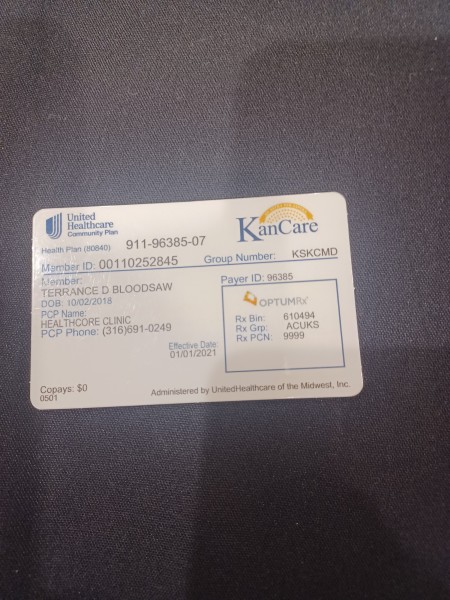 United
Healthcare
Community Plan
KanCare
Health Plan (80840) 911-96385-07
Member ID: 00110252845 Group Number: KSKCMD
Member:
TERRANCE D BLOODSAW
DOB: 10/02/2018
PCP Name:
HEALTHCORE CLINIC
PCP Phone: (316)691-0249
Effective Date:
01/01/2021
Payer ID: 96385
OPTUMRx
Rx Bin: 610494
Rx Grp: ACUKS
Rx PCN: 9999
Copays: $0
0501
Administered by UnitedHealthcare of the Midwest, Inc.